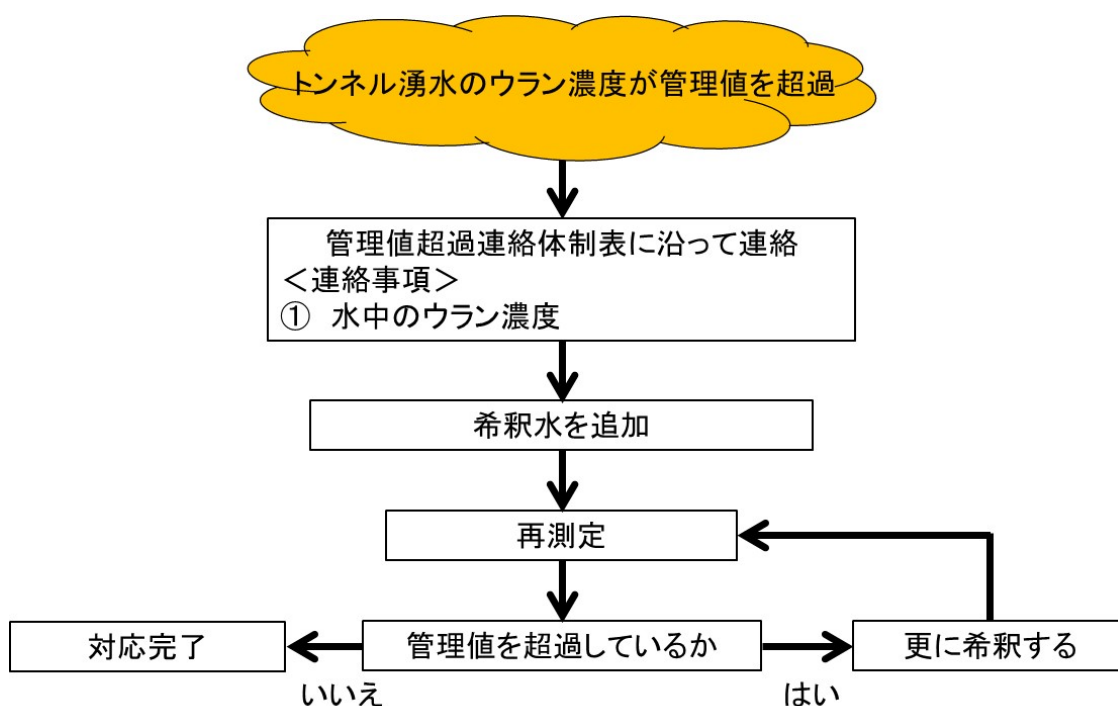 トンネル湧水のウラン濃度が管理値を超過
管理値超過連絡体制表に沿って連絡
＜連絡事項＞
① 水中のウラン濃度
希釈水を追加
再測定
対応完了
管理値を超過しているか
更に希釈する
いいえ
はい